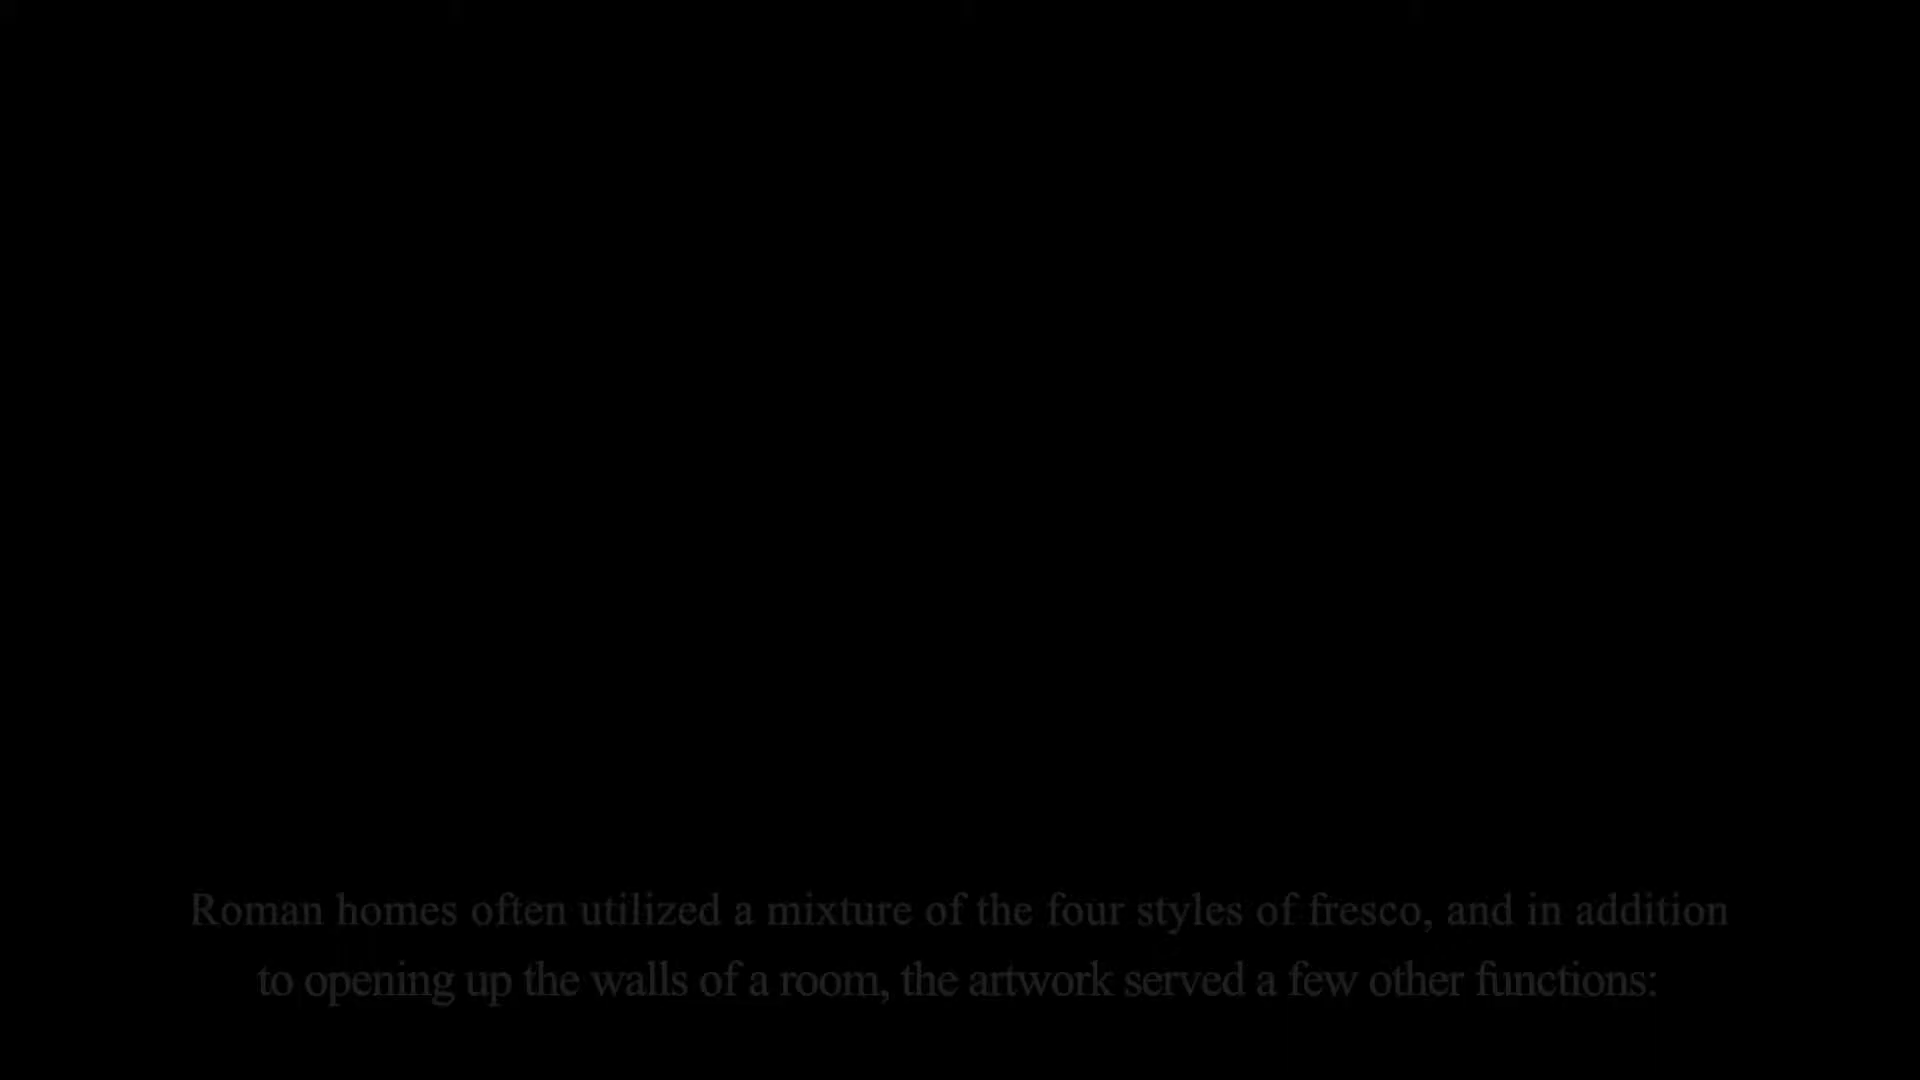 Roman homes often utilized a mixture of the four styles of fresco, and in addition
to opening up the walls of a room, the artwork served a few other functions: